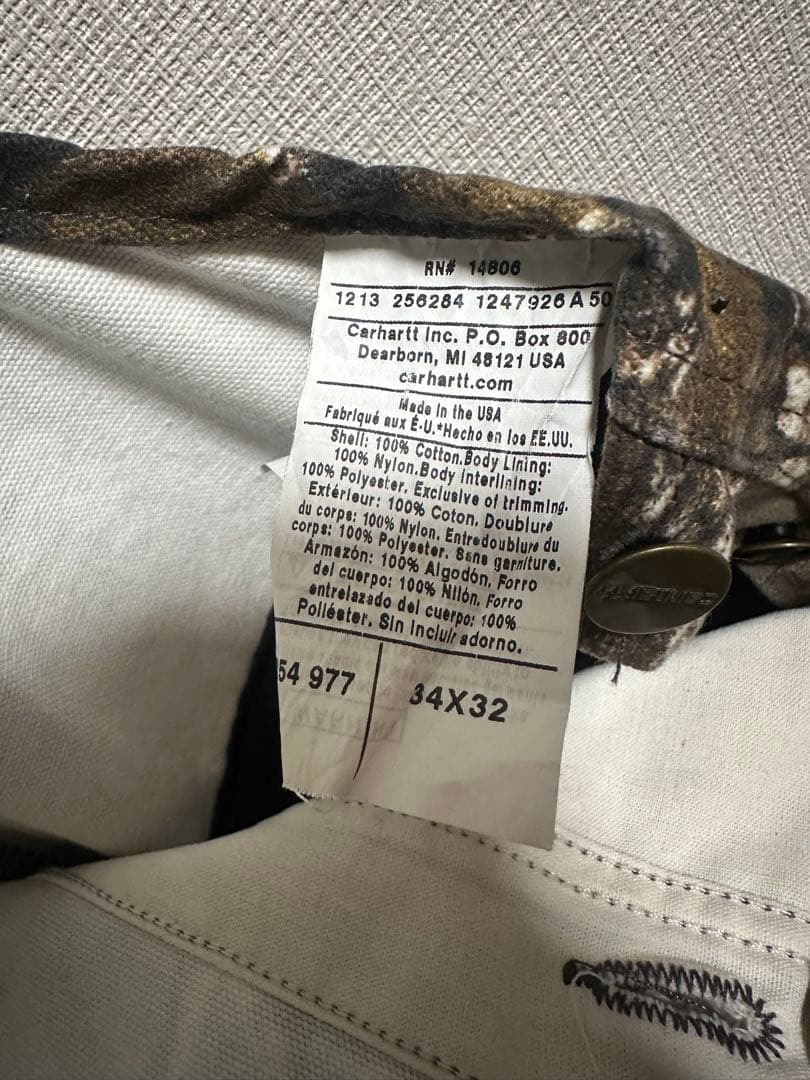 RN# 14806
1213 256284 1247926 A 50
Carhartt Inc. P.O. Box 600
Dearborn, MI 48121 USA
carhartt.com
Made In the USA
Fabriqué aux É-U.*Hecho en los EE.UU.
Shell: 100% Cotton.Body Lining:
100% Nylon.Body Interlining:
100% Polyester. Exclusive of trimming.
Extérieur: 100% Coton. Doublure
du corps: 100% Nylon. Entredoublure du
corps: 100% Polyester. Sans garniture.
Armazón: 100% Algodón, Forro
del cuerpo: 100% Nilón, Forro
entrelazado del cuerpo: 100%
Poliéster. Sin incluir adorno.
54 977 34X32